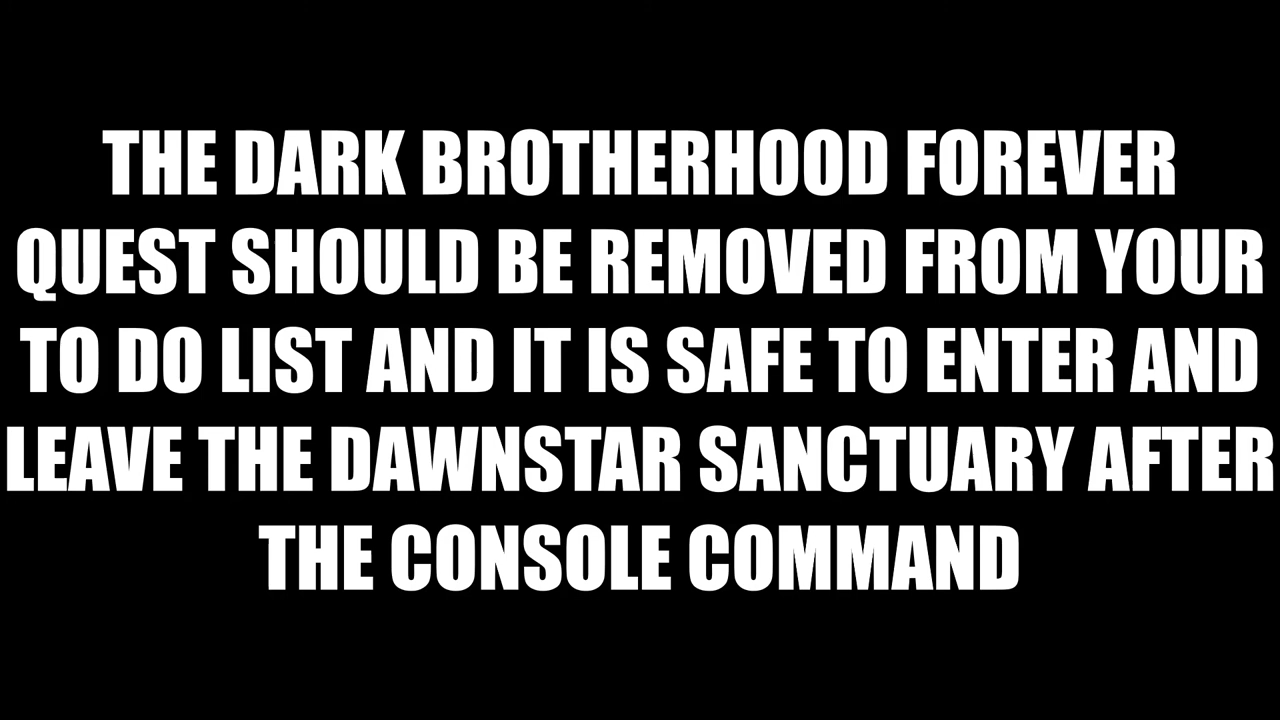 THE DARK BROTHERHOOD FOREVER
QUEST SHOULD BE REMOVED FROM YOUR
TO DO LIST AND IT IS SAFE TO ENTER AND
LEAVE THE DAWNSTAR SANCTUARY AFTER
THE CONSOLE COMMAND